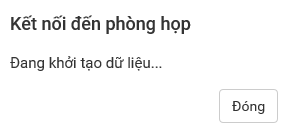 Kết nối đến phòng họp
Đang khởi tạo dữ liệu...
Đóng